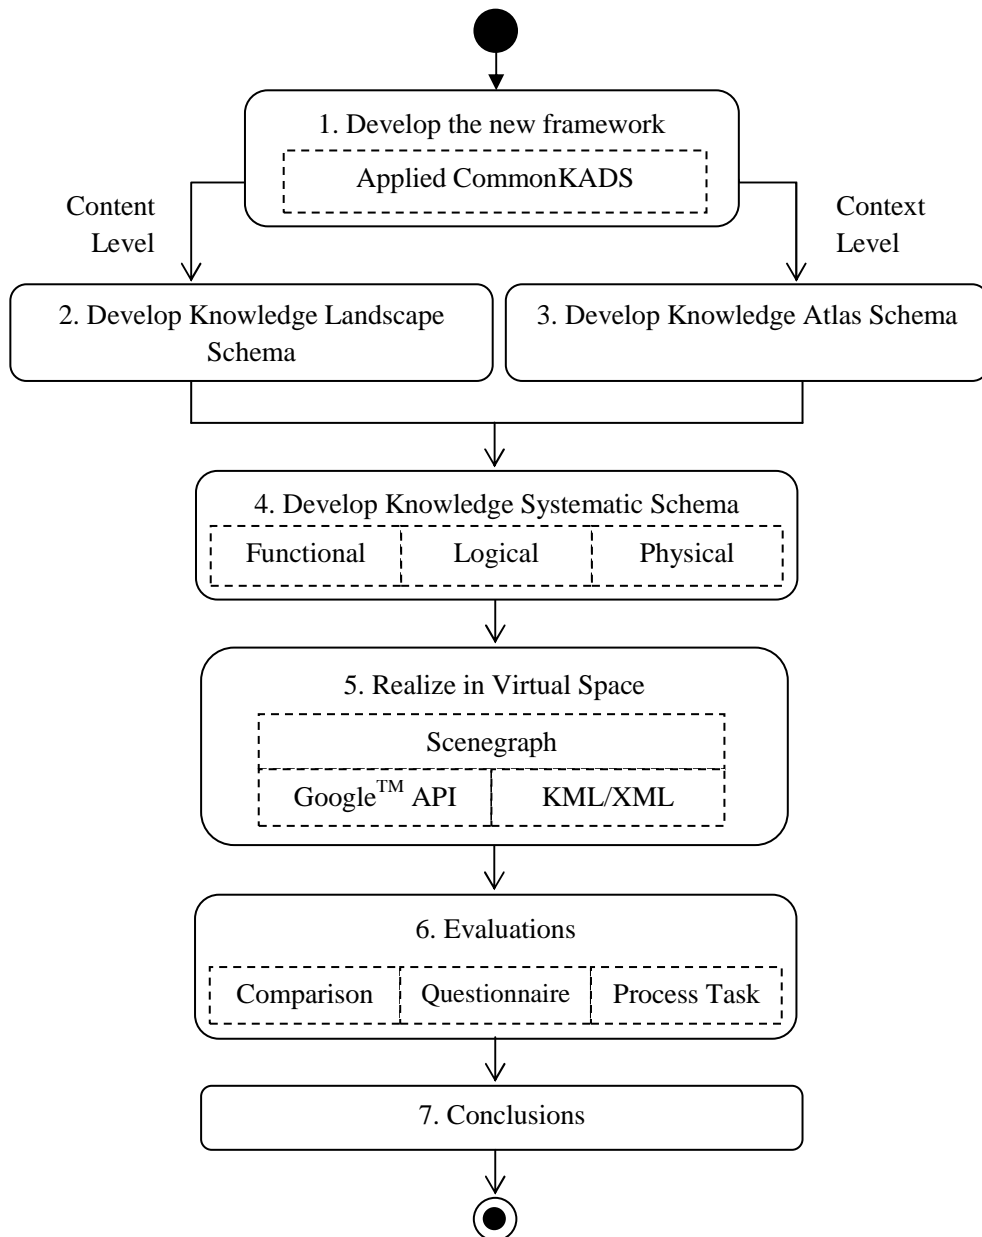 1. Develop the new framework
Applied CommonKADS
Content
Level
Context
Level
2. Develop Knowledge Landscape
Schema
3. Develop Knowledge Atlas Schema
4. Develop Knowledge Systematic Schema
Functional
Logical
Physical
5. Realize in Virtual Space
Scenegraph
Google™ API
KML/XML
6. Evaluations
Comparison
Questionnaire
Process Task
7. Conclusions